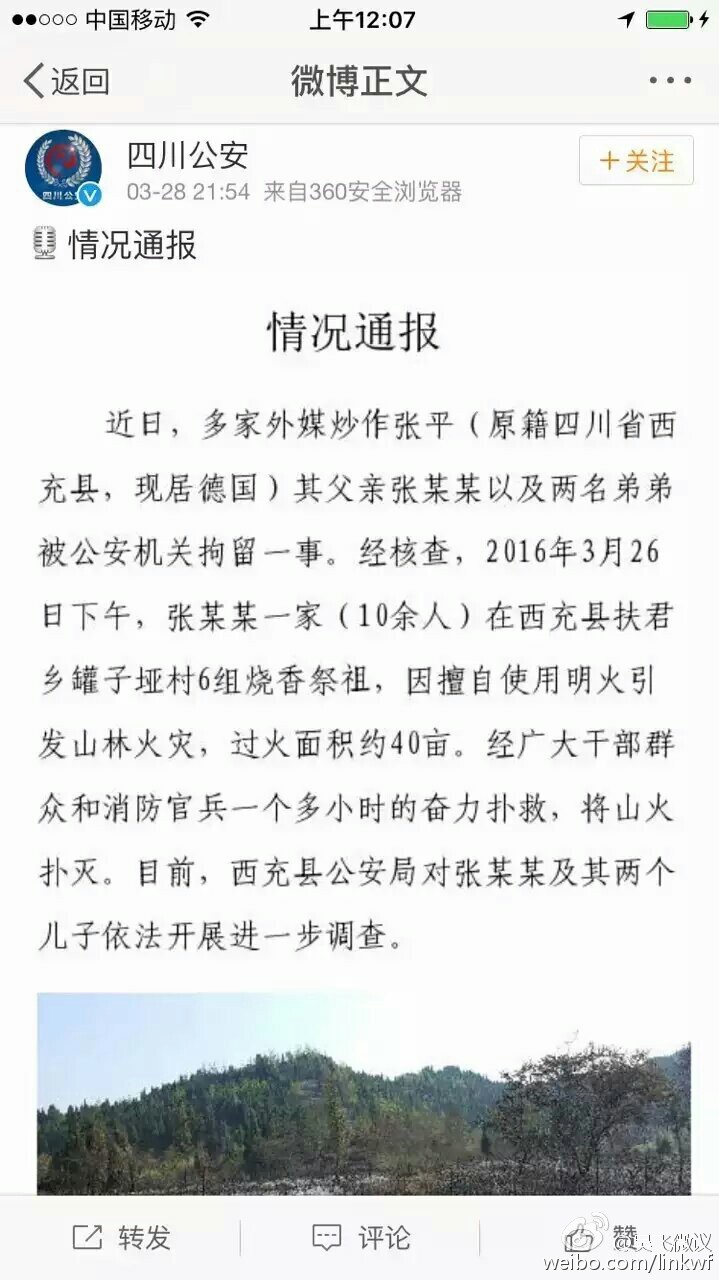 中国移动
上午12:07
返回
微博正文
四川公安
+关注
03-28 21:54 来自360安全浏览器
情况通报
情况通报
近日，多家外媒炒作张平（原籍四川省西
充县，现居德国）其父亲张某某以及两名弟弟
被公安机关拘留一事。经核查，2016年3月26
日下午，张某某一家（10余人）在西充县扶君
乡罐子垭村6组烧香祭祖，因擅自使用明火引
发山林火灾，过火面积约40亩。经广大干部群
众和消防官兵一个多小时的奋力扑救，将山火
扑灭。目前，西充县公安局对张某某及其两个
儿子依法开展进一步调查。
转发
评论
赞
@吴飞微议
weibo.com/linkwf